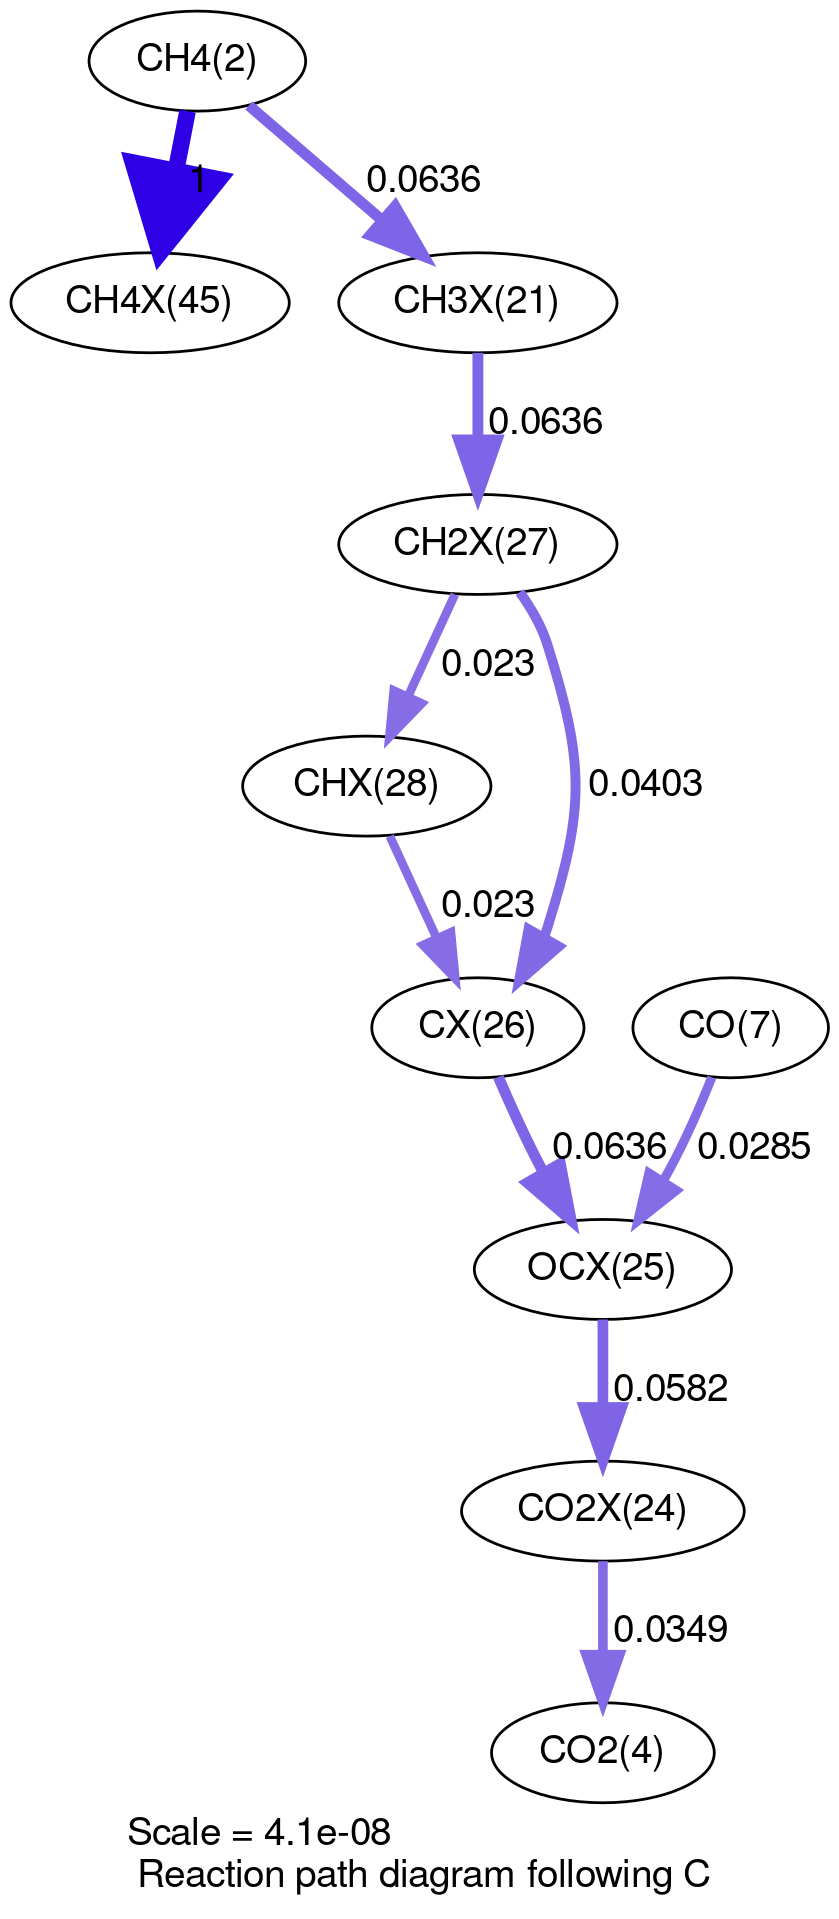 CH4(2)
1
0.0636
CH4X(45)
CH3X(21)
0.0636
CH2X(27)
0.023
CHX(28)
0.0403
0.023
CX(26)
CO(7)
0.0636
0.0285
OCX(25)
0.0582
CO2X(24)
0.0349
CO2(4)
Scale = 4.1e-08
Reaction path diagram following C